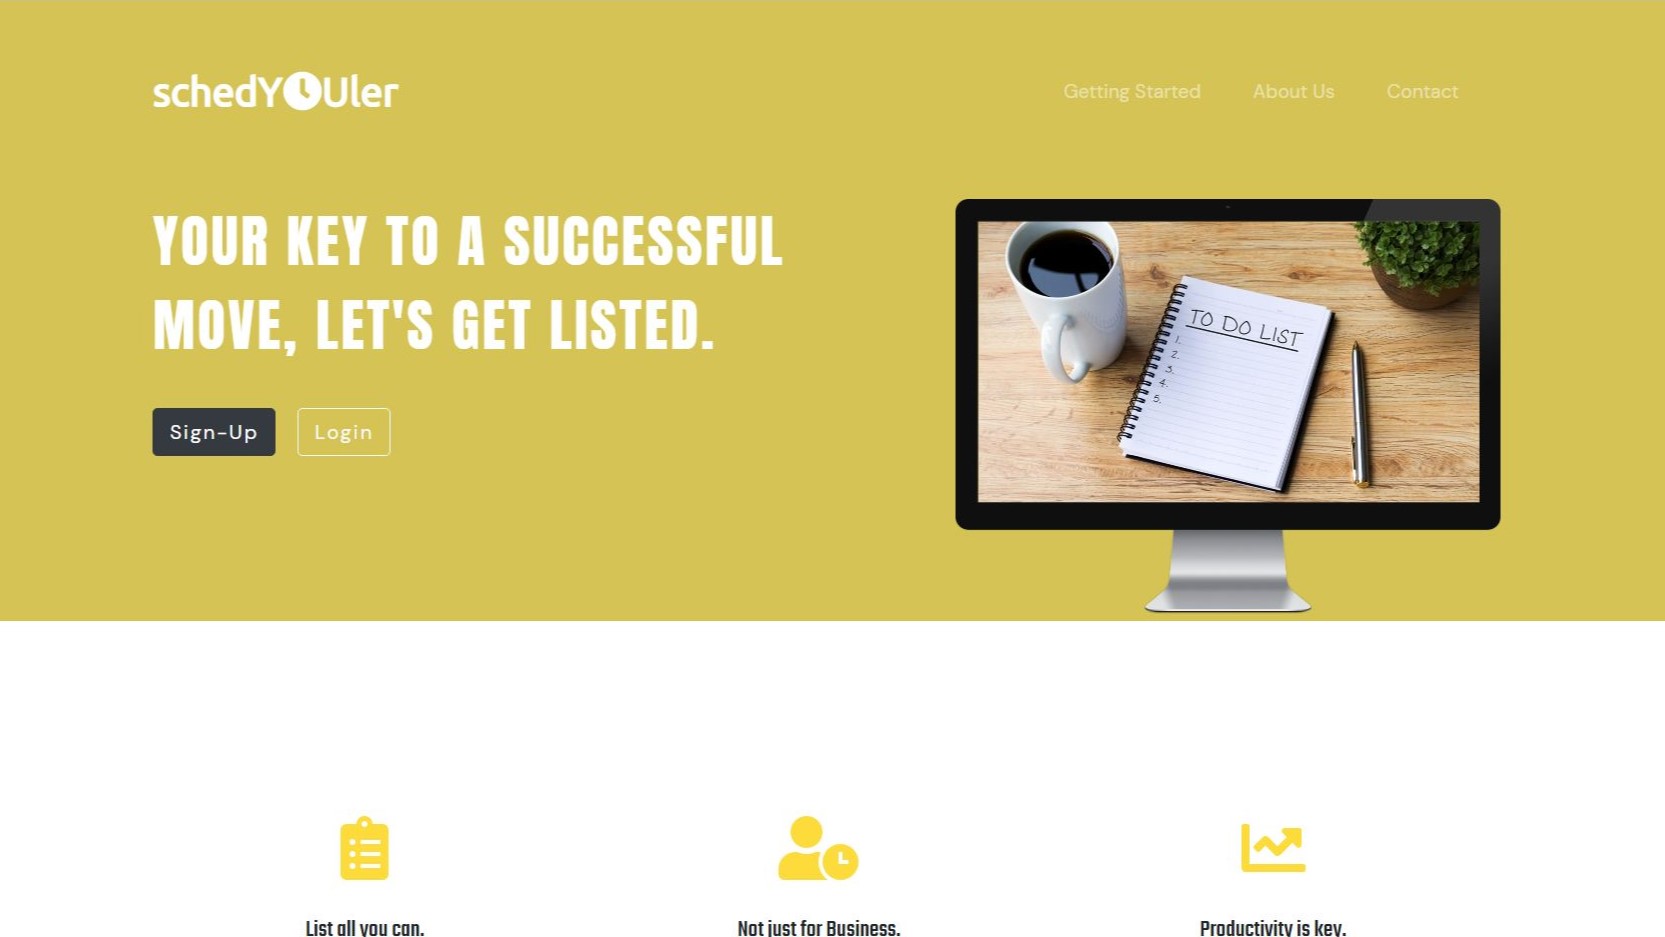 schedYOUler
Getting Started
About Us
Contact
YOUR KEY TO A SUCCESSFUL
MOVE, LET'S GET LISTED.
Sign-Up
Login
TO DO LIST
1.
2.
3.
4.
5.
List all you can.
Not just for Business.
Productivity is key.